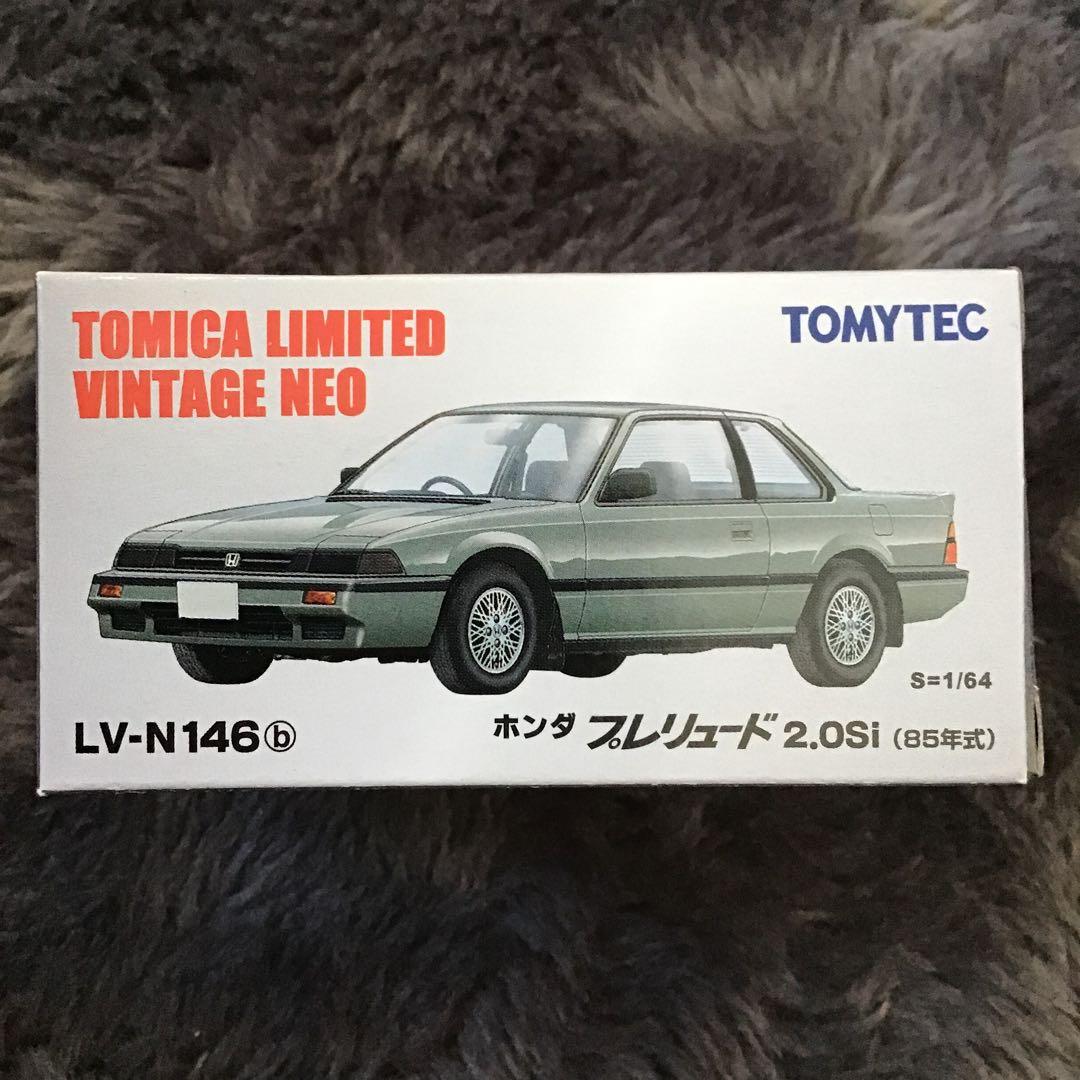 TOMICA LIMITED
VINTAGE NEO
TOMYTEC
S=1/64
LV-N146ⓑ
ホンダ プレリュード 2.0Si (85年式)